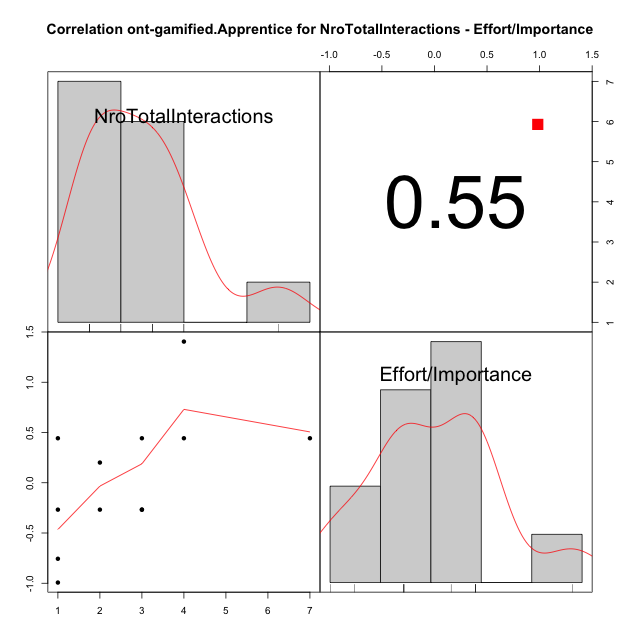 Correlation ont-gamified.Apprentice for NroTotalInteractions - Effort/Importance
-1.0 -0.5 0.0 0.5 1.0 1.5
NroTotalInteractions
0.55
7
6
5
4
3
2
1
1.5
1.0
0.5
0.0
-0.5
-1.0
Effort/Importance
1 2 3 4 5 6 7